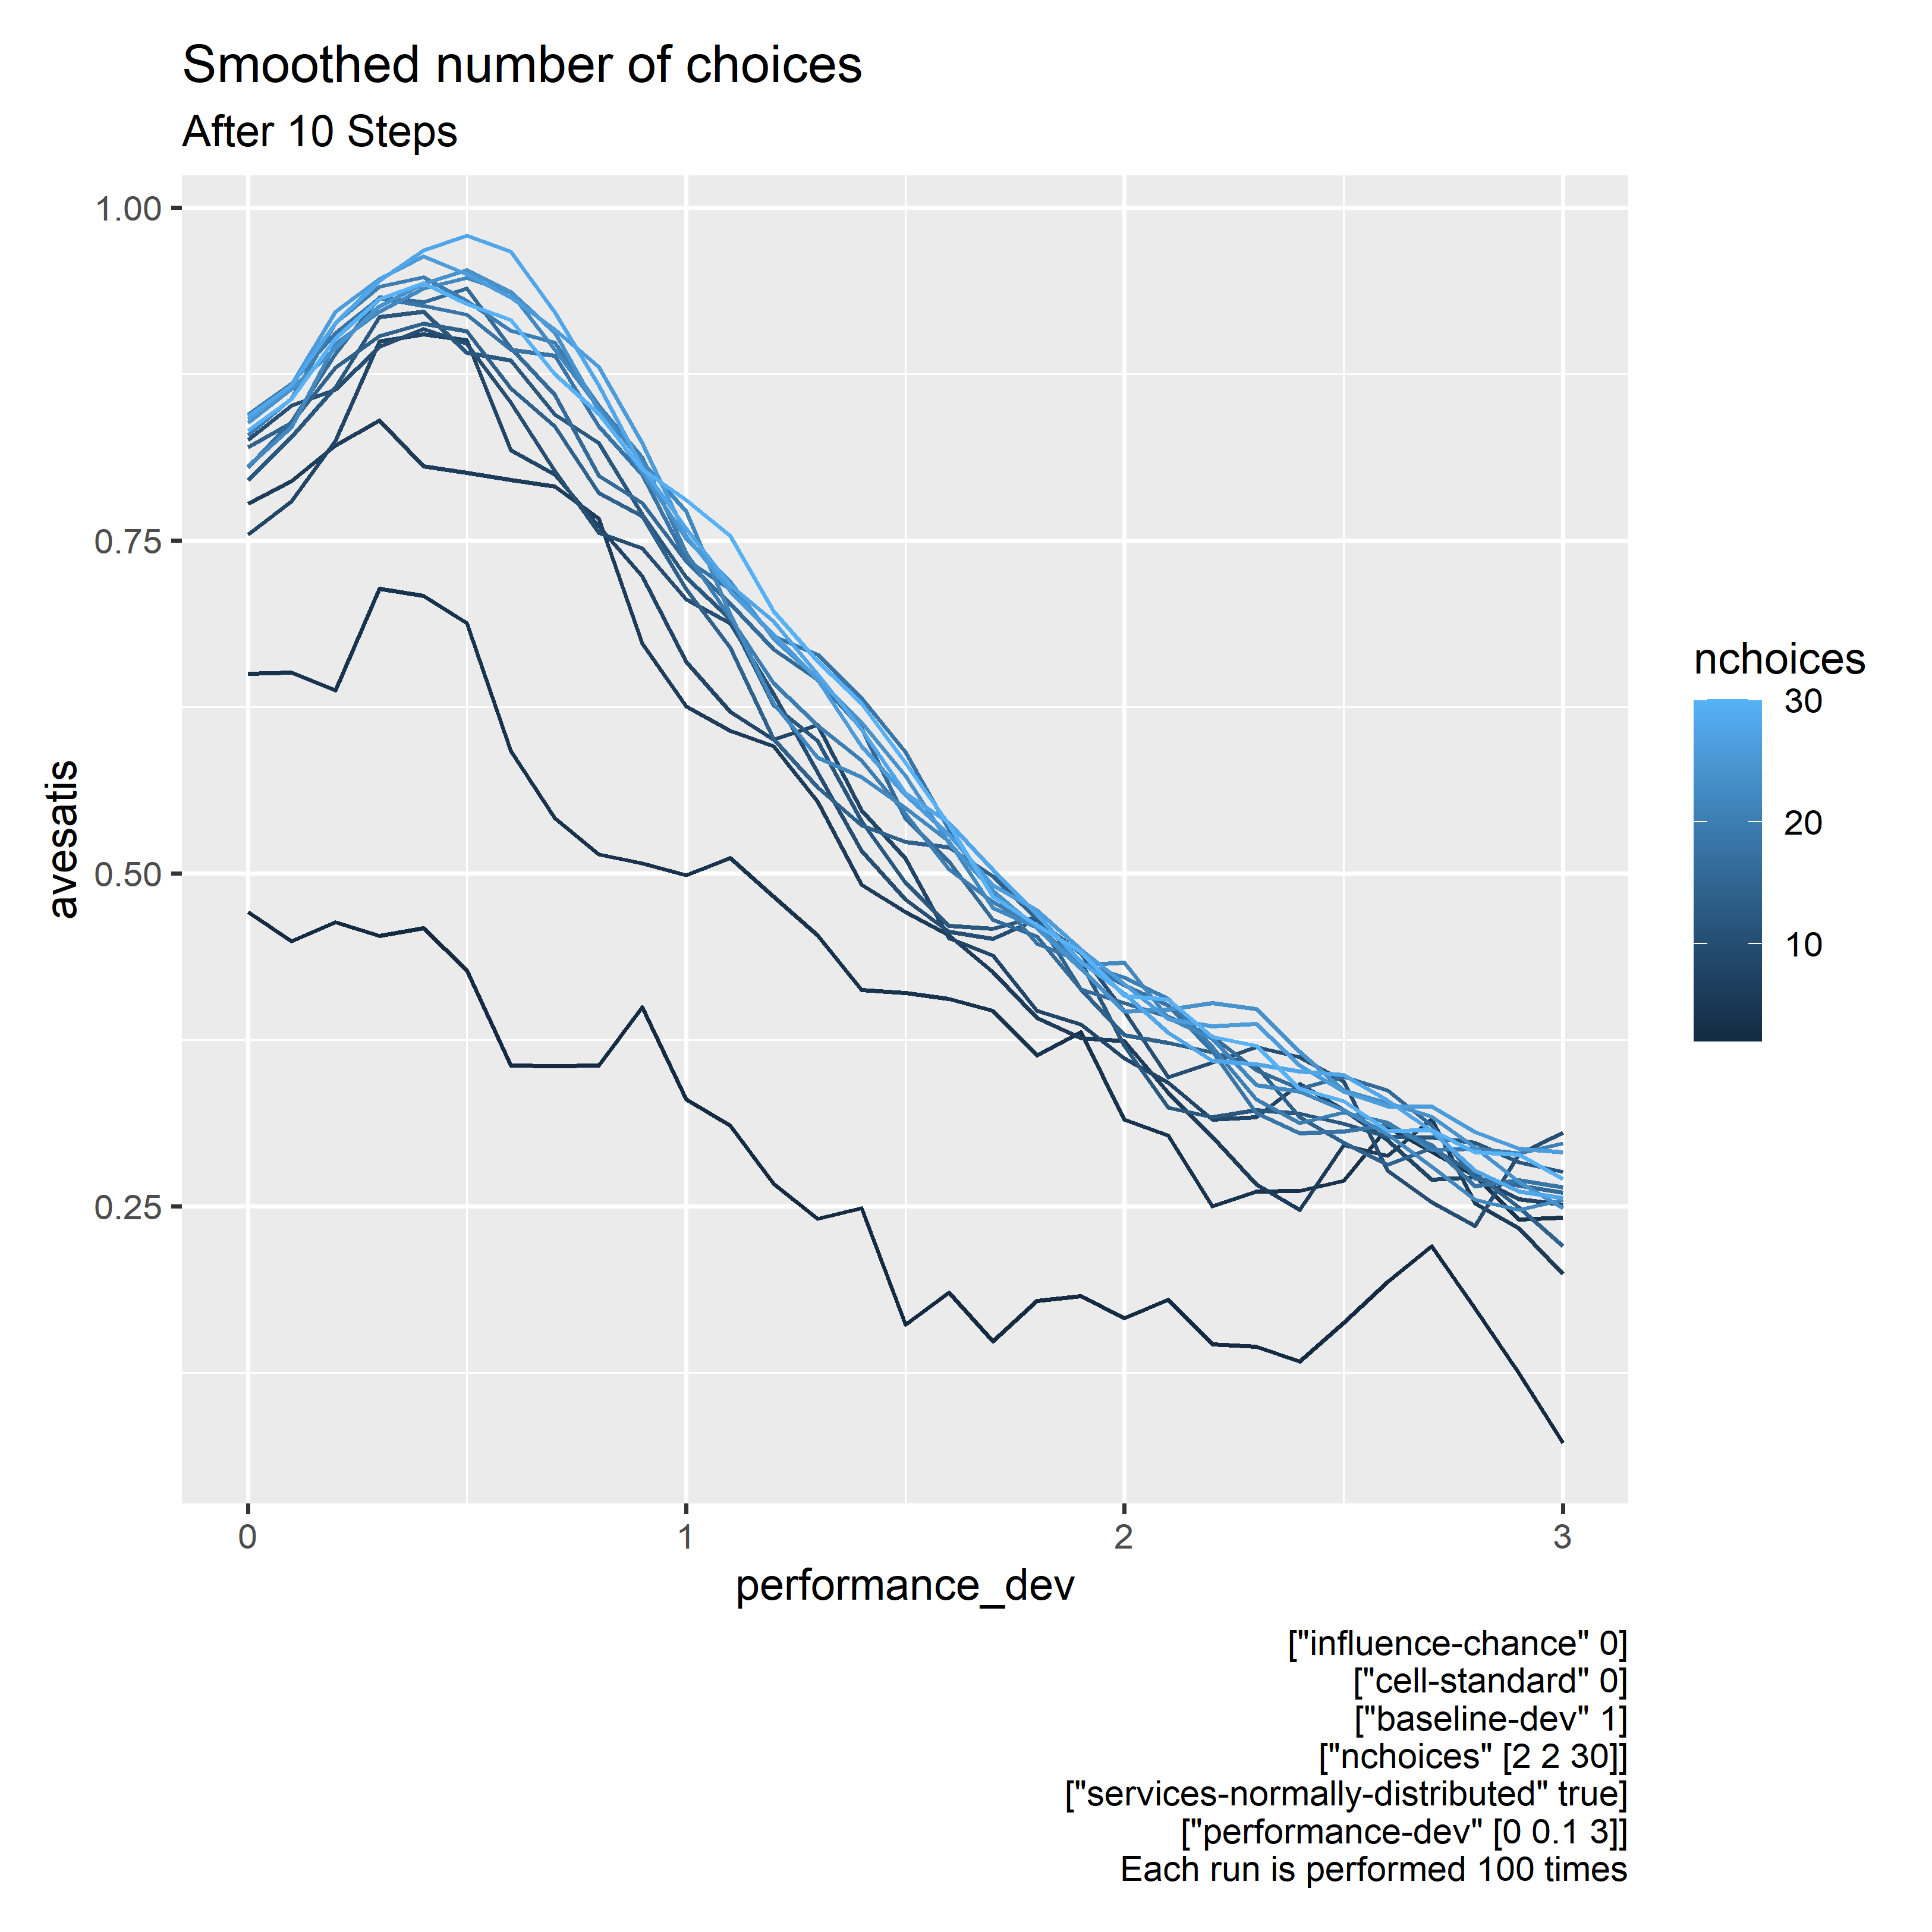 Smoothed number of choices
After 10 Steps
1.00
0.75
0.50
0.25
avesatis
0
1
2
3
performance_dev
nchoices
30
20
10
["influence-chance" 0]
["cell-standard" 0]
["baseline-dev" 1]
["nchoices" [2 2 30]]
["services-normally-distributed" true]
["performance-dev" [0 0.1 3]]
Each run is performed 100 times